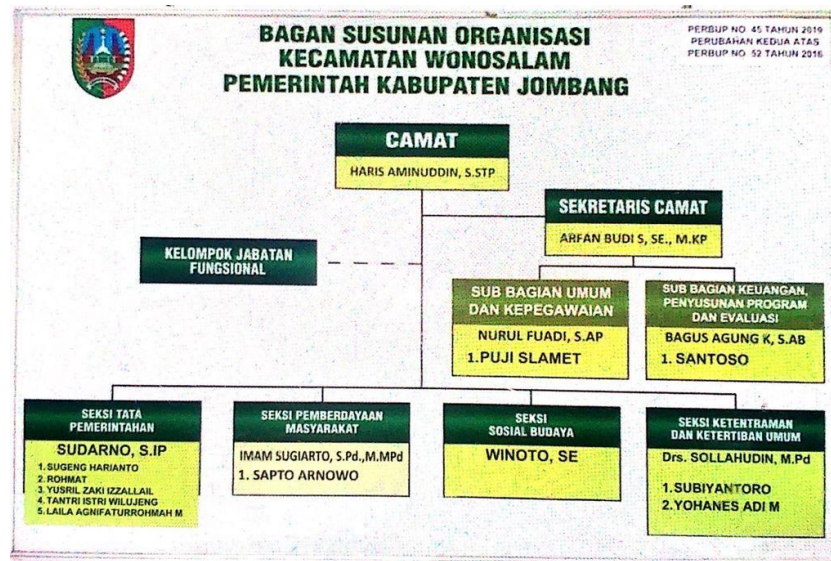 BAGAN SUSUNAN ORGANISASI
KECAMATAN WONOSALAM
PEMERINTAH KABUPATEN JOMBANG
PERBUP NO 45 TAHUN 2019
PERUBAHAN KEDUA ATAS
PERBUP NO 52 TAHUN 2016
CAMAT
HARIS AMINUDDIN, S.STP
SEKRETARIS CAMAT
ARFAN BUDI S, SE., M.KP
KELOMPOK JABATAN
FUNGSIONAL
SUB BAGIAN UMUM
DAN KEPEGAWAIAN
NURUL FUADI, S.AP
1.PUJI SLAMET
SUB BAGIAN KEUANGAN,
PENYUSUNAN PROGRAM
DAN EVALUASI
BAGUS AGUNG K, S.AB
1. SANTOSO
SEKSI TATA
PEMERINTAHAN
SUDARNO, S.IP
1.SUGENG HARIANTO
2.ROHMAT
3.YUSRIL ZAKI IZZALLAIL
4.TANTRI ISTRI WILUJENG
5.LAILA AGNIFATURROHMAH M
SEKSI PEMBERDAYAAN
MASYARAKAT
IMAM SUGIARTO, S.Pd.,M.MPd
1. SAPTO ARNOWO
SEKSI
SOSIAL BUDAYA
WINOTO, SE
SEKSI KETENTRAMAN
DAN KETERTIBAN UMUM
Drs. SOLLAHUDIN, M.Pd
1.SUBIYANTORO
2.YOHANES ADI M